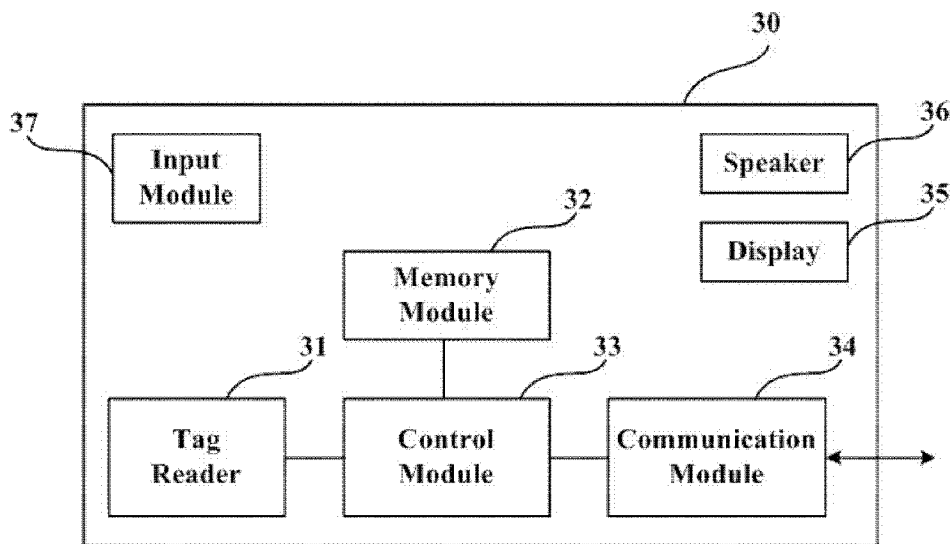 30
37
Input
Module
36
Speaker
35
Display
32
Memory
Module
31
Tag
Reader
33
Control
Module
34
Communication
Module